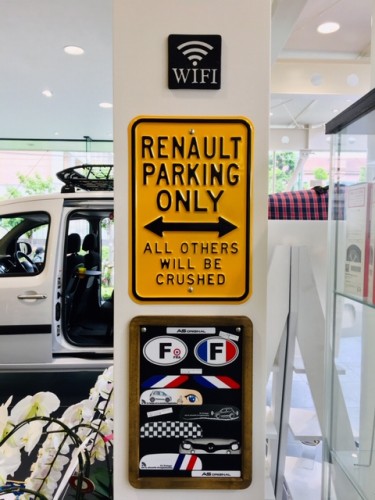 WIFI
RENAULT
PARKING
ONLY
ALL OTHERS
WILL BE
CRUSHED
F
F